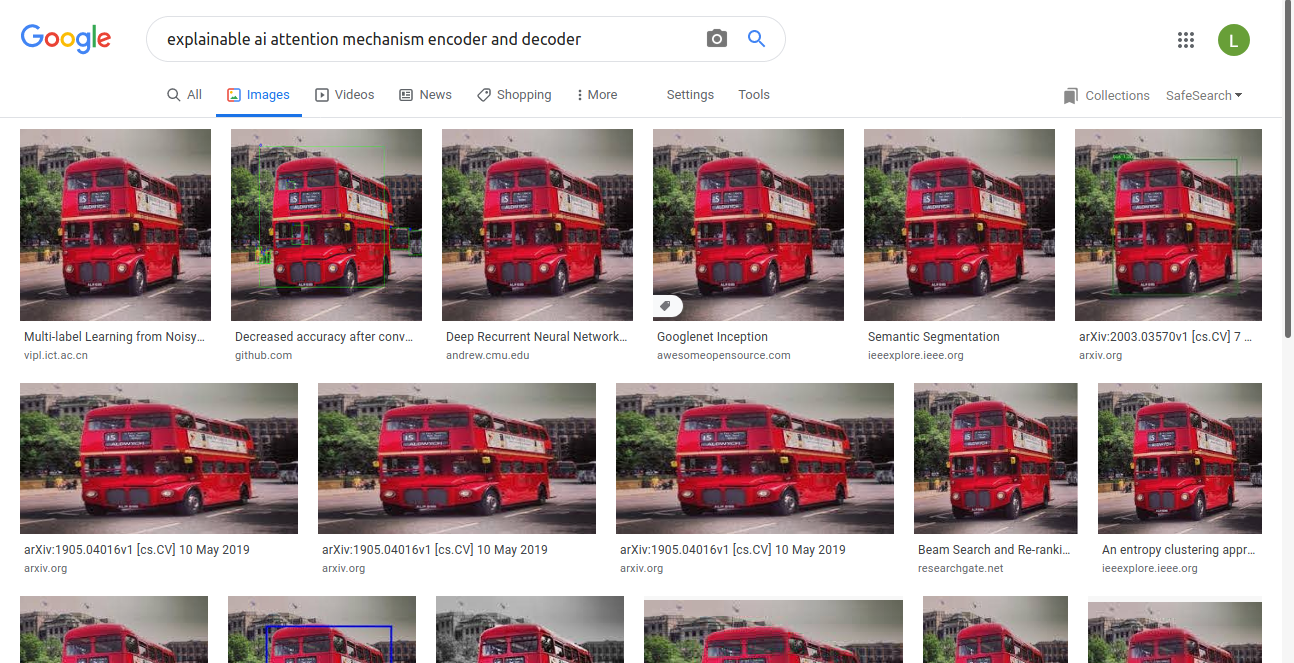 Google
explainable ai attention mechanism encoder and decoder
L
All Images Videos News Shopping More Settings Tools
Collections SafeSearch
Multi-label Learning from Noisy…
vipl.ict.ac.cn
Decreased accuracy after conv…
github.com
Deep Recurrent Neural Network…
andrew.cmu.edu
Googlenet Inception
awesomeopensource.com
Semantic Segmentation
ieeexplore.ieee.org
arXiv:2003.03570v1 [cs.CV] 7 …
arxiv.org
arXiv:1905.04016v1 [cs.CV] 10 May 2019
arxiv.org
arXiv:1905.04016v1 [cs.CV] 10 May 2019
arxiv.org
arXiv:1905.04016v1 [cs.CV] 10 May 2019
arxiv.org
Beam Search and Re-ranki…
researchgate.net
An entropy clustering appr…
ieeexplore.ieee.org